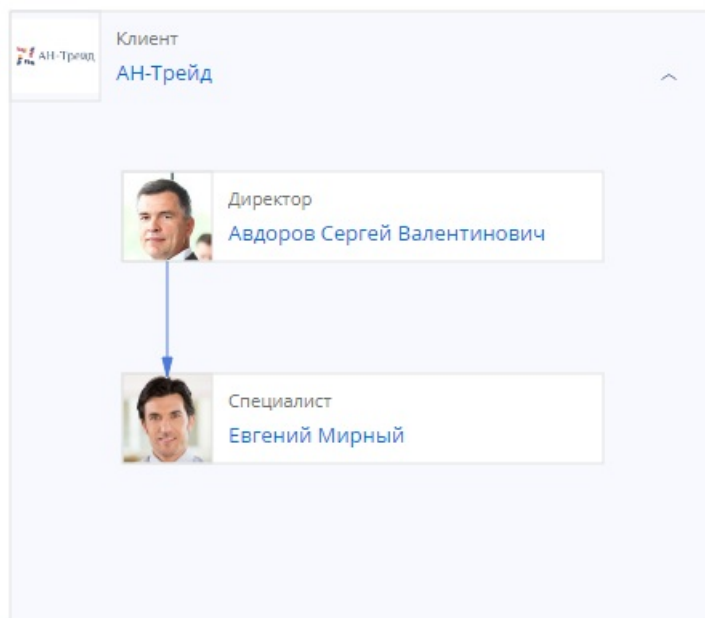 АН-Трейд
Клиент
АН-Трейд
Директор
Авдоров Сергей Валентинович
Специалист
Евгений Мирный